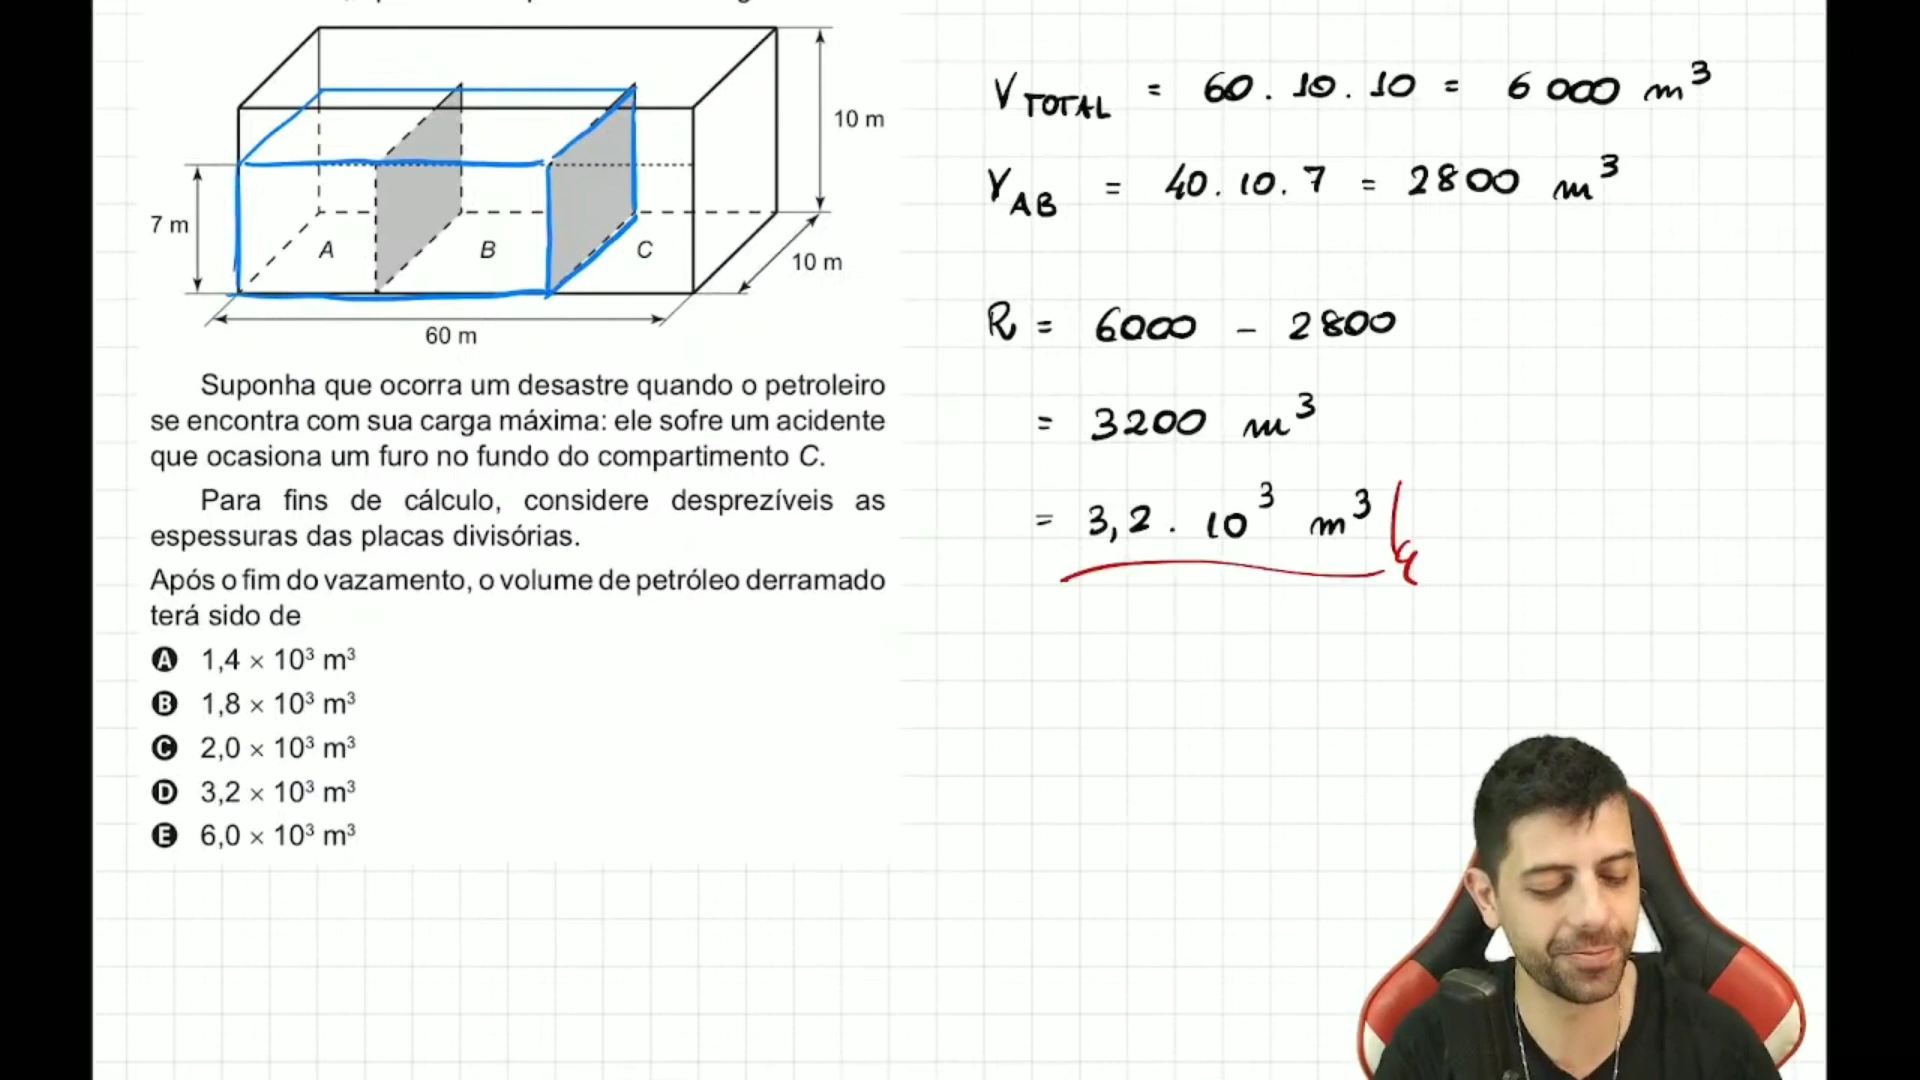 10 m
7 m
A
B
C
10 m
60 m
Suponha que ocorra um desastre quando o petroleiro
se encontra com sua carga máxima: ele sofre um acidente
que ocasiona um furo no fundo do compartimento C.
Para fins de cálculo, considere desprezíveis as
espessuras das placas divisórias.
Após o fim do vazamento, o volume de petróleo derramado
terá sido de
A 1,4 × 10³ m³
B 1,8 × 10³ m³
C 2,0 × 10³ m³
D 3,2 × 10³ m³
E 6,0 × 10³ m³
V TOTAL = 60 . 10 . 10 = 6 000 m³
V AB = 40 . 10 . 7 = 2800 m³
R = 6000 - 2800
= 3200 m³
= 3,2 . 10³ m³